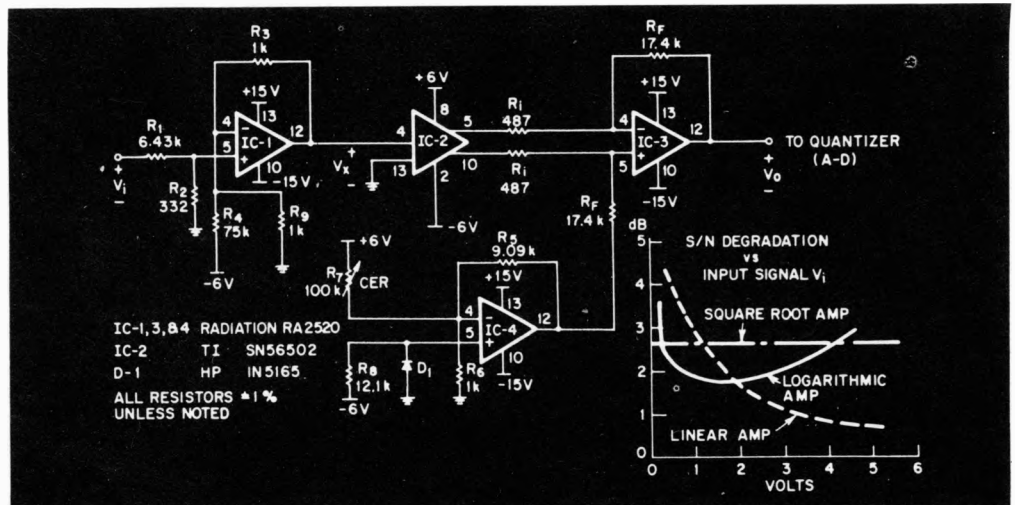 R3
1k
RF
17.4k
+15V
+6V
+15V
13
8
13
R1
6.43k
4
IC-1
12
5
+
-
4
IC-2
5
Ri
487
4
IC-3
12
5
+
-
TO QUANTIZER
(A-D)
+
Vi
-
+
Vx
-
13
10
Ri
487
+
Vo
-
10
-15V
2
10
-15V
R2
332
R4
75k
R9
1k
-6V
-6V
RF
17.4k
+6V
R5
9.09k
R7
100k
CER
+15V
13
4
IC-4
12
5
+
-
10
-15V
R8
12.1k
D1
R6
1k
-6V
IC-1,3,&4 RADIATION RA2520
IC-2 TI SN56502
D-1 HP IN5165
ALL RESISTORS ±1%
UNLESS NOTED
dB
S/N DEGRADATION
vs
INPUT SIGNAL Vi
SQUARE ROOT AMP
LOGARITHMIC
AMP
LINEAR AMP
5
4
3
2
1
0
0 1 2 3 4 5 6
VOLTS